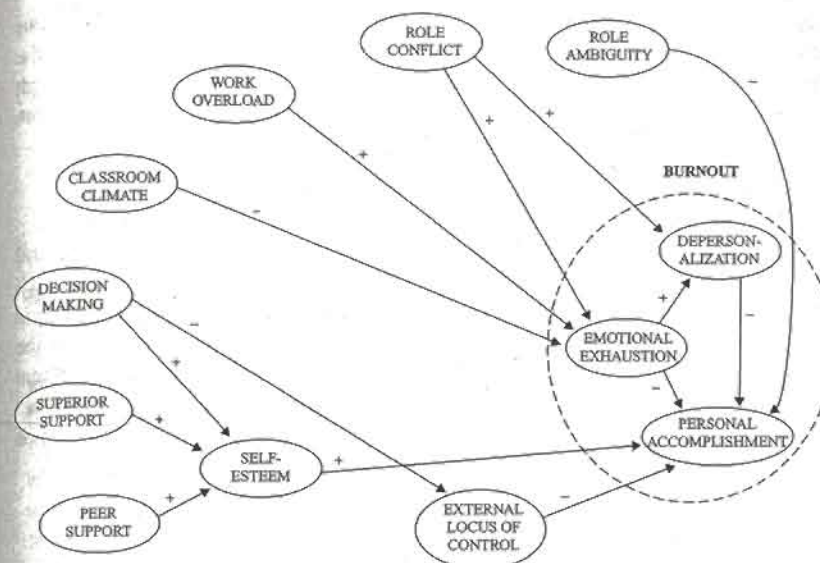 ROLE
CONFLICT
ROLE
AMBIGUITY
WORK
OVERLOAD
CLASSROOM
CLIMATE
BURNOUT
DEPERSON-
ALIZATION
DECISION
MAKING
EMOTIONAL
EXHAUSTION
SUPERIOR
SUPPORT
SELF-
ESTEEM
PERSONAL
ACCOMPLISHMENT
PEER
SUPPORT
EXTERNAL
LOCUS OF
CONTROL
+
+
+
−
−
+
−
+
+
+
−
−
−
+
−